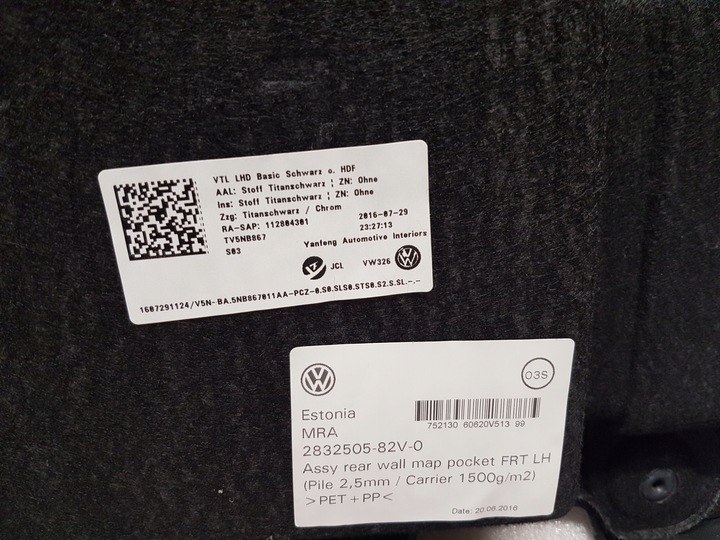 VTL LHD Basic Schwarz o. HDF
AAL: Stoff Titanschwarz ¦ ZN: Ohne
Ins: Stoff Titanschwarz ¦ ZN: Ohne
Zzg: Titanschwarz / Chrom
RA-SAP: 112804301 2016-07-29
TV5NB867 23:27:13
S03 Yanfeng Automotive Interiors
JCL VW326
1607291124/V5N-BA.5NB867011AA-PCZ-0.S0.SLS0.STS0.S2.S.SL.-.-
03S
Estonia
MRA
752130 60620V513 99
2832505-82V-0
Assy rear wall map pocket FRT LH
(Pile 2,5mm / Carrier 1500g/m2)
>PET+PP<
Date: 20.06.2016